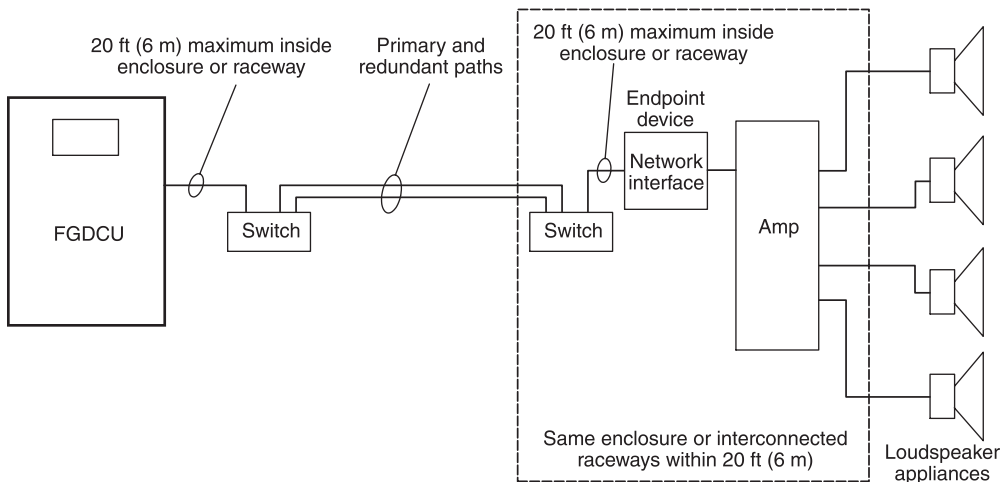 20 ft (6 m) maximum inside
enclosure or raceway
Primary and
redundant paths
20 ft (6 m) maximum inside
enclosure or raceway
Endpoint
device
Network
interface
FGDCU
Switch
Switch
Amp
Same enclosure or interconnected
raceways within 20 ft (6 m)
Loudspeaker
appliances